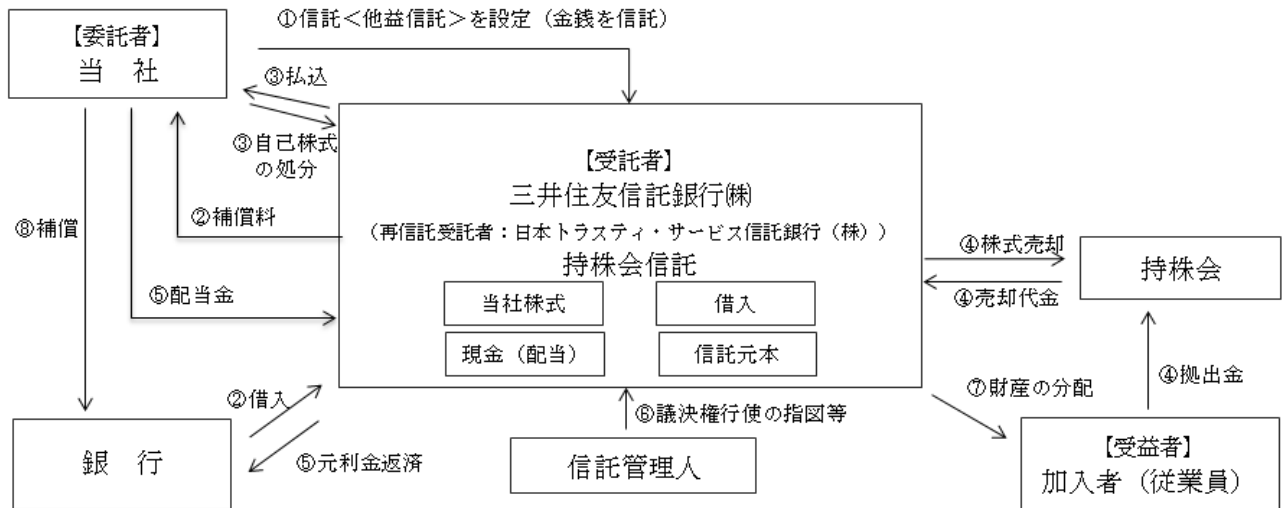 ①信託<他益信託>を設定（金銭を信託）
【委託者】
当　社
③払込
③自己株式
の処分
【受託者】
三井住友信託銀行㈱
（再信託受託者：日本トラスティ・サービス信託銀行（株））
持株会信託
②補償料
⑧補償
④株式売却
持株会
⑤配当金
④売却代金
当社株式
借入
現金（配当）
信託元本
②借入
⑦財産の分配
④拠出金
⑥議決権行使の指図等
銀　行
⑤元利金返済
信託管理人
【受益者】
加入者（従業員）